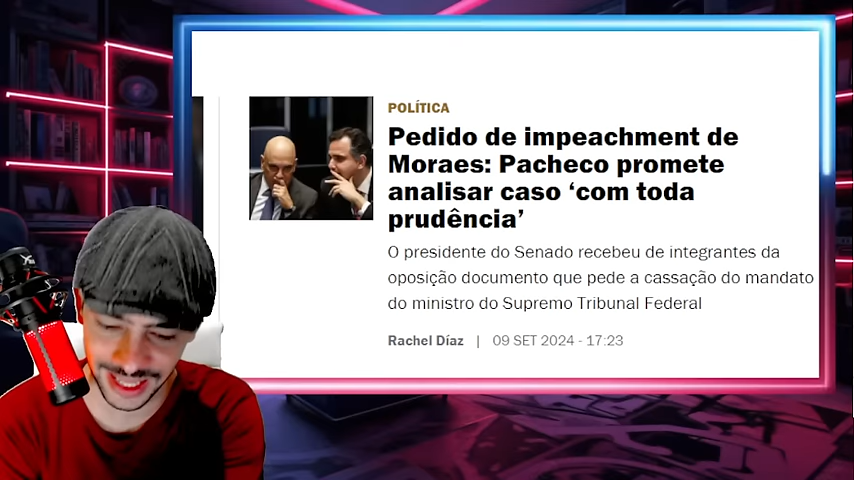 POLÍTICA
Pedido de impeachment de
Moraes: Pacheco promete
analisar caso ‘com toda
prudência’
O presidente do Senado recebeu de integrantes da
oposição documento que pede a cassação do mandato
do ministro do Supremo Tribunal Federal
Rachel Díaz | 09 SET 2024 - 17:23